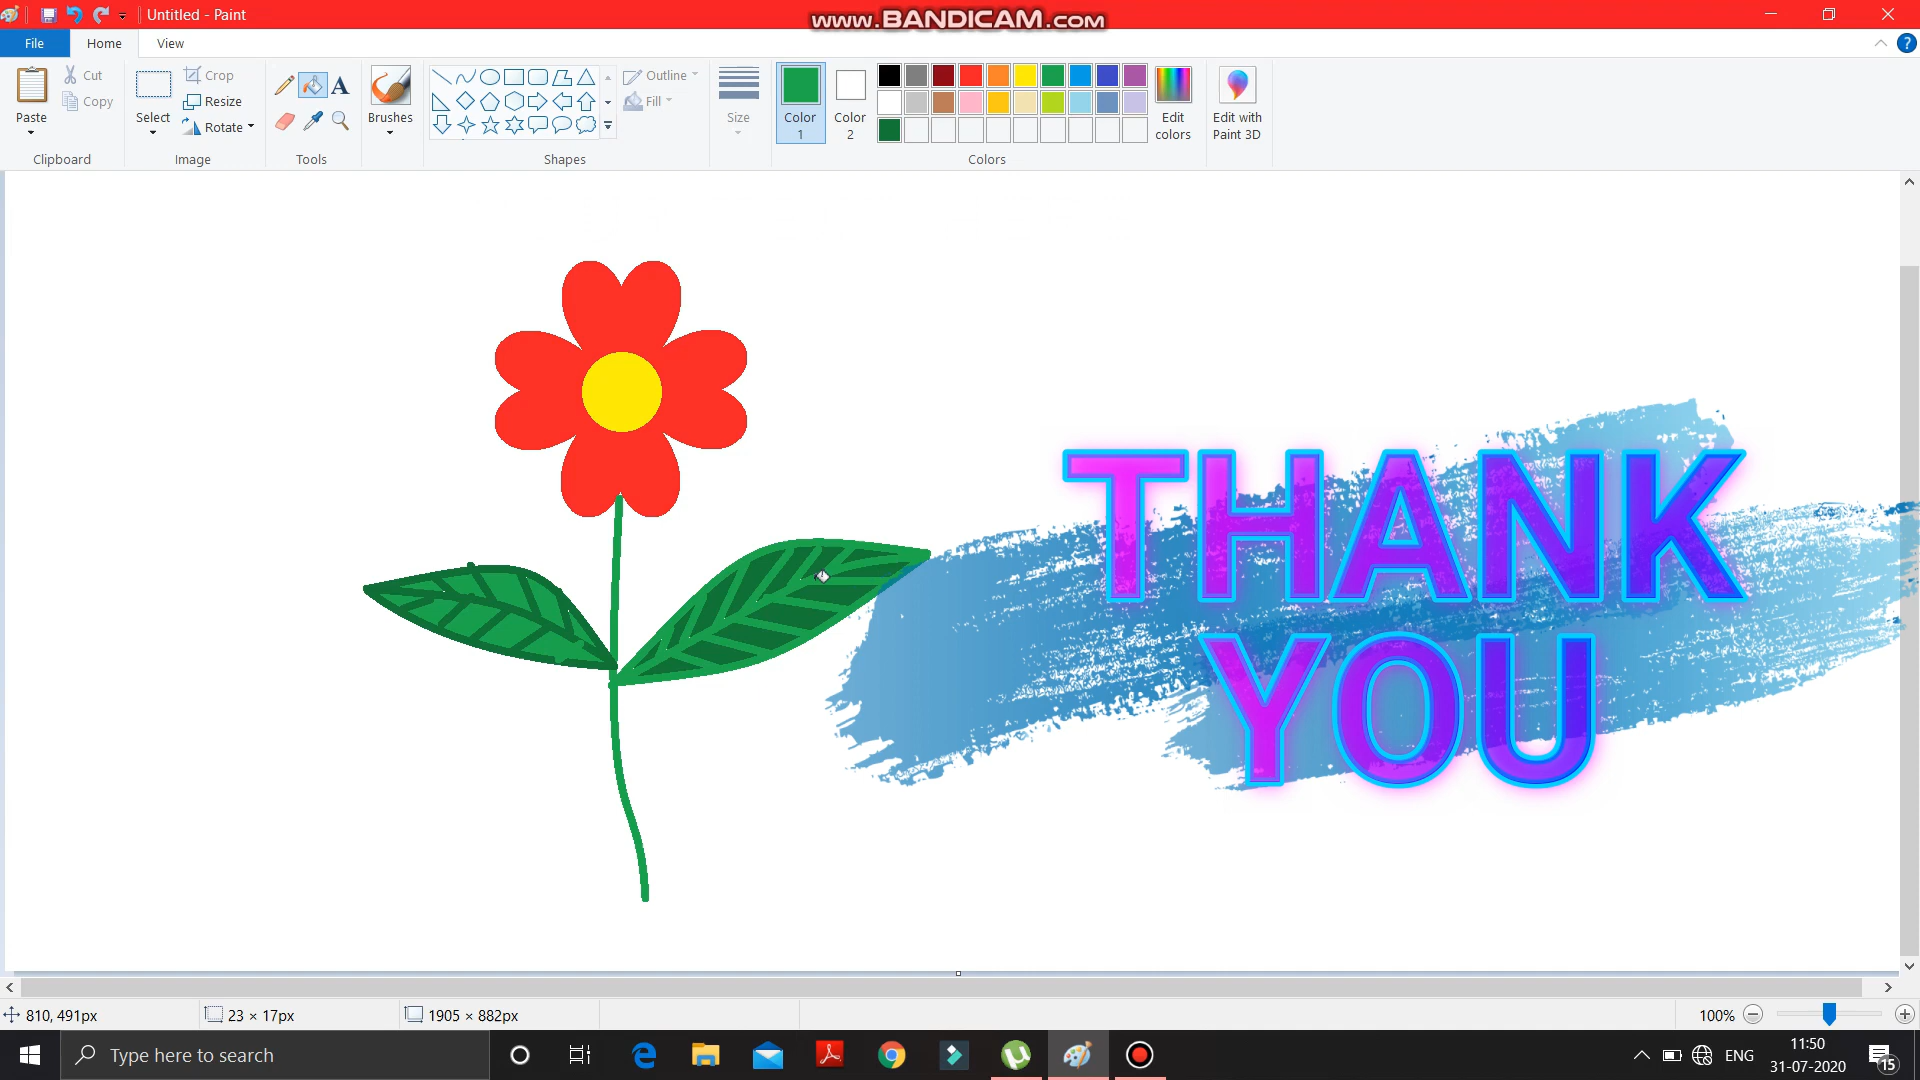 Untitled - Paint
www.BANDICAM.com
File
Home
View
Paste
Cut
Copy
Clipboard
Select
Crop
Resize
Rotate
Image
Tools
Brushes
Outline
Fill
Shapes
Size
Color 1
Color 2
Edit colors
Edit with Paint 3D
Colors
THANK
YOU
810, 491px
23 × 17px
1905 × 882px
100%
Type here to search
ENG
11:50
31-07-2020
15